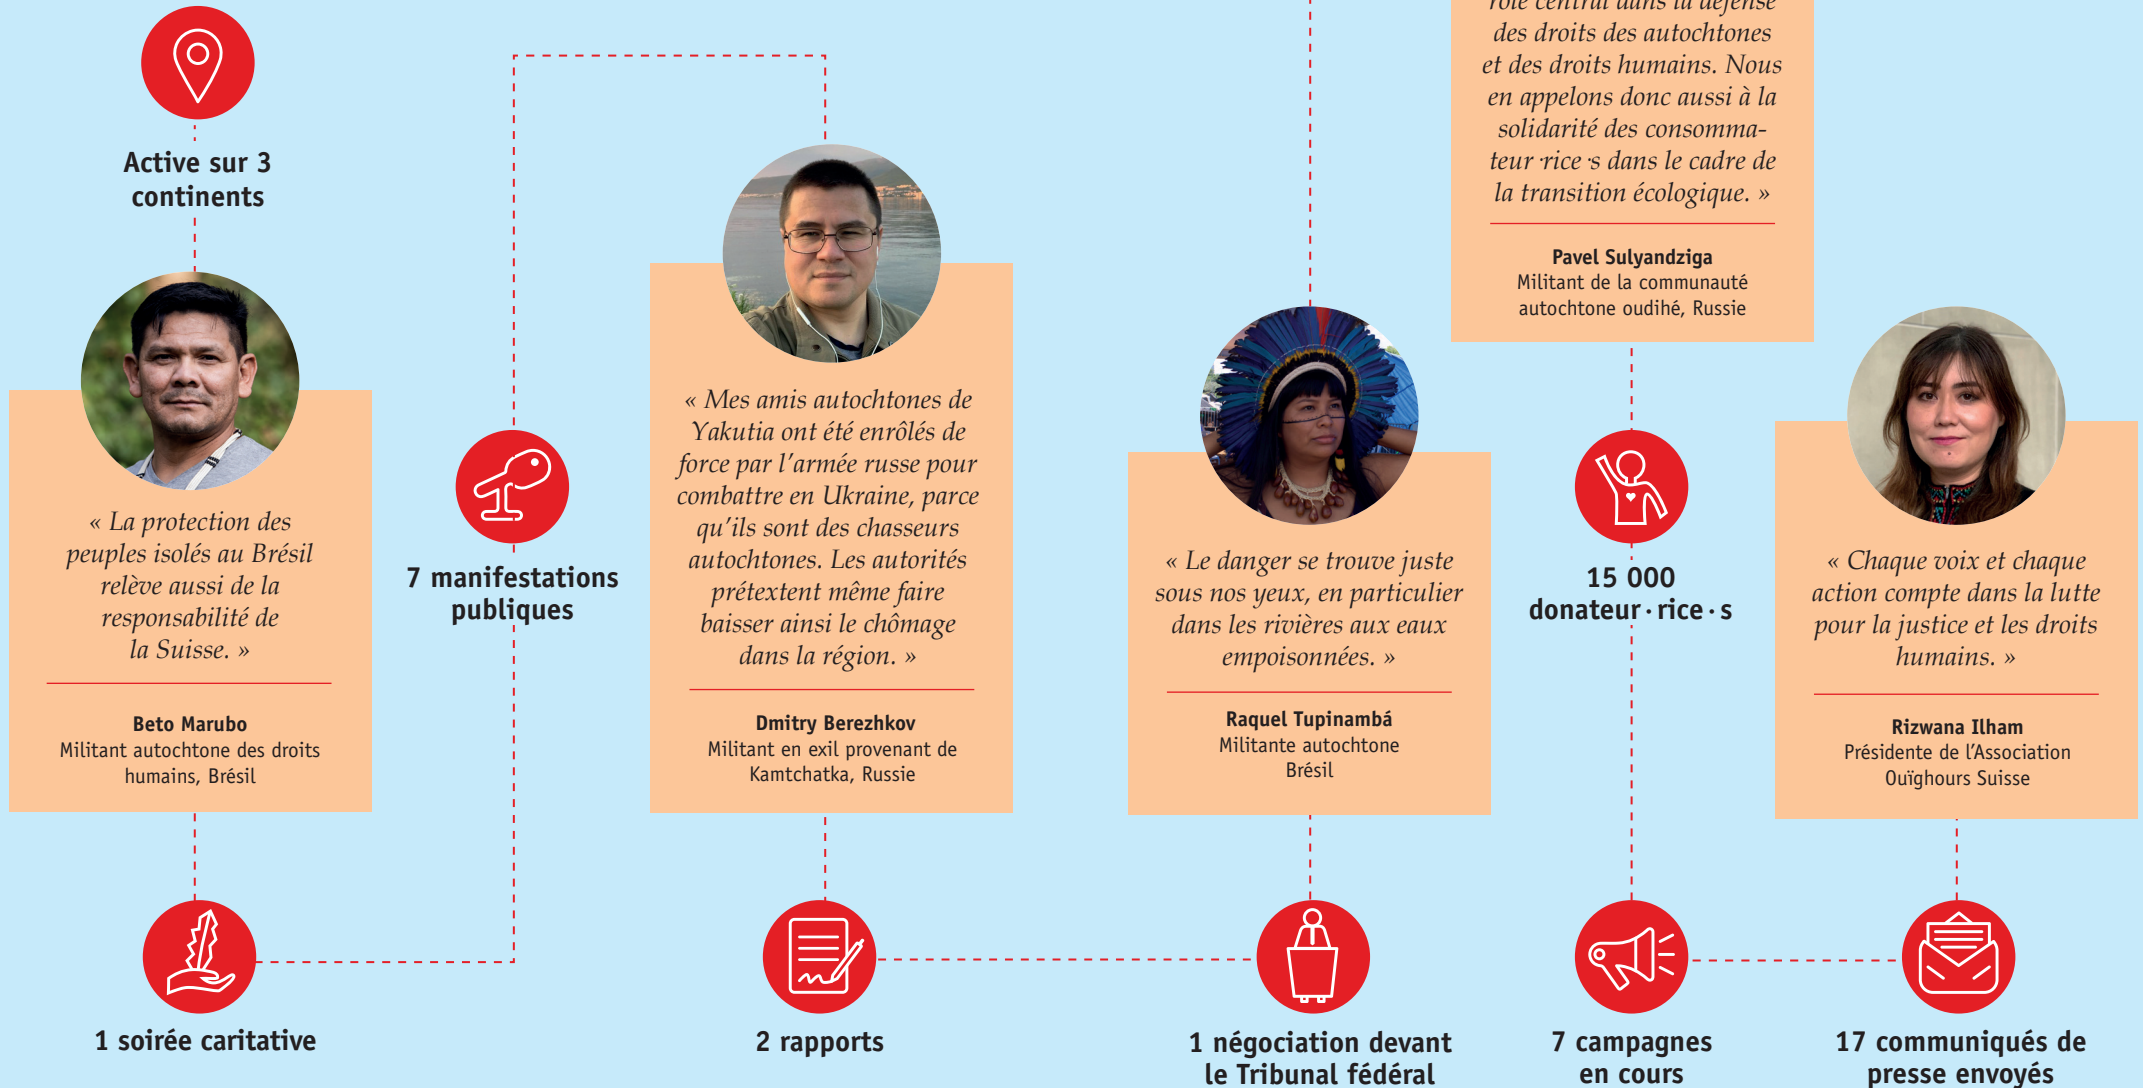 Active sur 3
continents
« La protection des
peuples isolés au Brésil
relève aussi de la
responsabilité de
la Suisse. »
Beto Marubo
Militant autochtone des droits
humains, Brésil
1 soirée caritative
7 manifestations
publiques
« Mes amis autochtones de
Yakutia ont été enrôlés de
force par l'armée russe pour
combattre en Ukraine, parce
qu'ils sont des chasseurs
autochtones. Les autorités
prétextent même faire
baisser ainsi le chômage
dans la région. »
Dmitry Berezhkov
Militant en exil provenant de
Kamtchatka, Russie
2 rapports
« Le danger se trouve juste
sous nos yeux, en particulier
dans les rivières aux eaux
empoisonnées. »
Raquel Tupinambá
Militante autochtone
Brésil
1 négociation devant
le Tribunal fédéral
rôle central dans la défense
des droits des autochtones
et des droits humains. Nous
en appelons donc aussi à la
solidarité des consomma-
teur·rice·s dans le cadre de
la transition écologique. »
Pavel Sulyandziga
Militant de la communauté
autochtone oudihé, Russie
15 000
donateur·rice·s
7 campagnes
en cours
« Chaque voix et chaque
action compte dans la lutte
pour la justice et les droits
humains. »
Rizwana Ilham
Présidente de l'Association
Ouïghours Suisse
17 communiqués de
presse envoyés